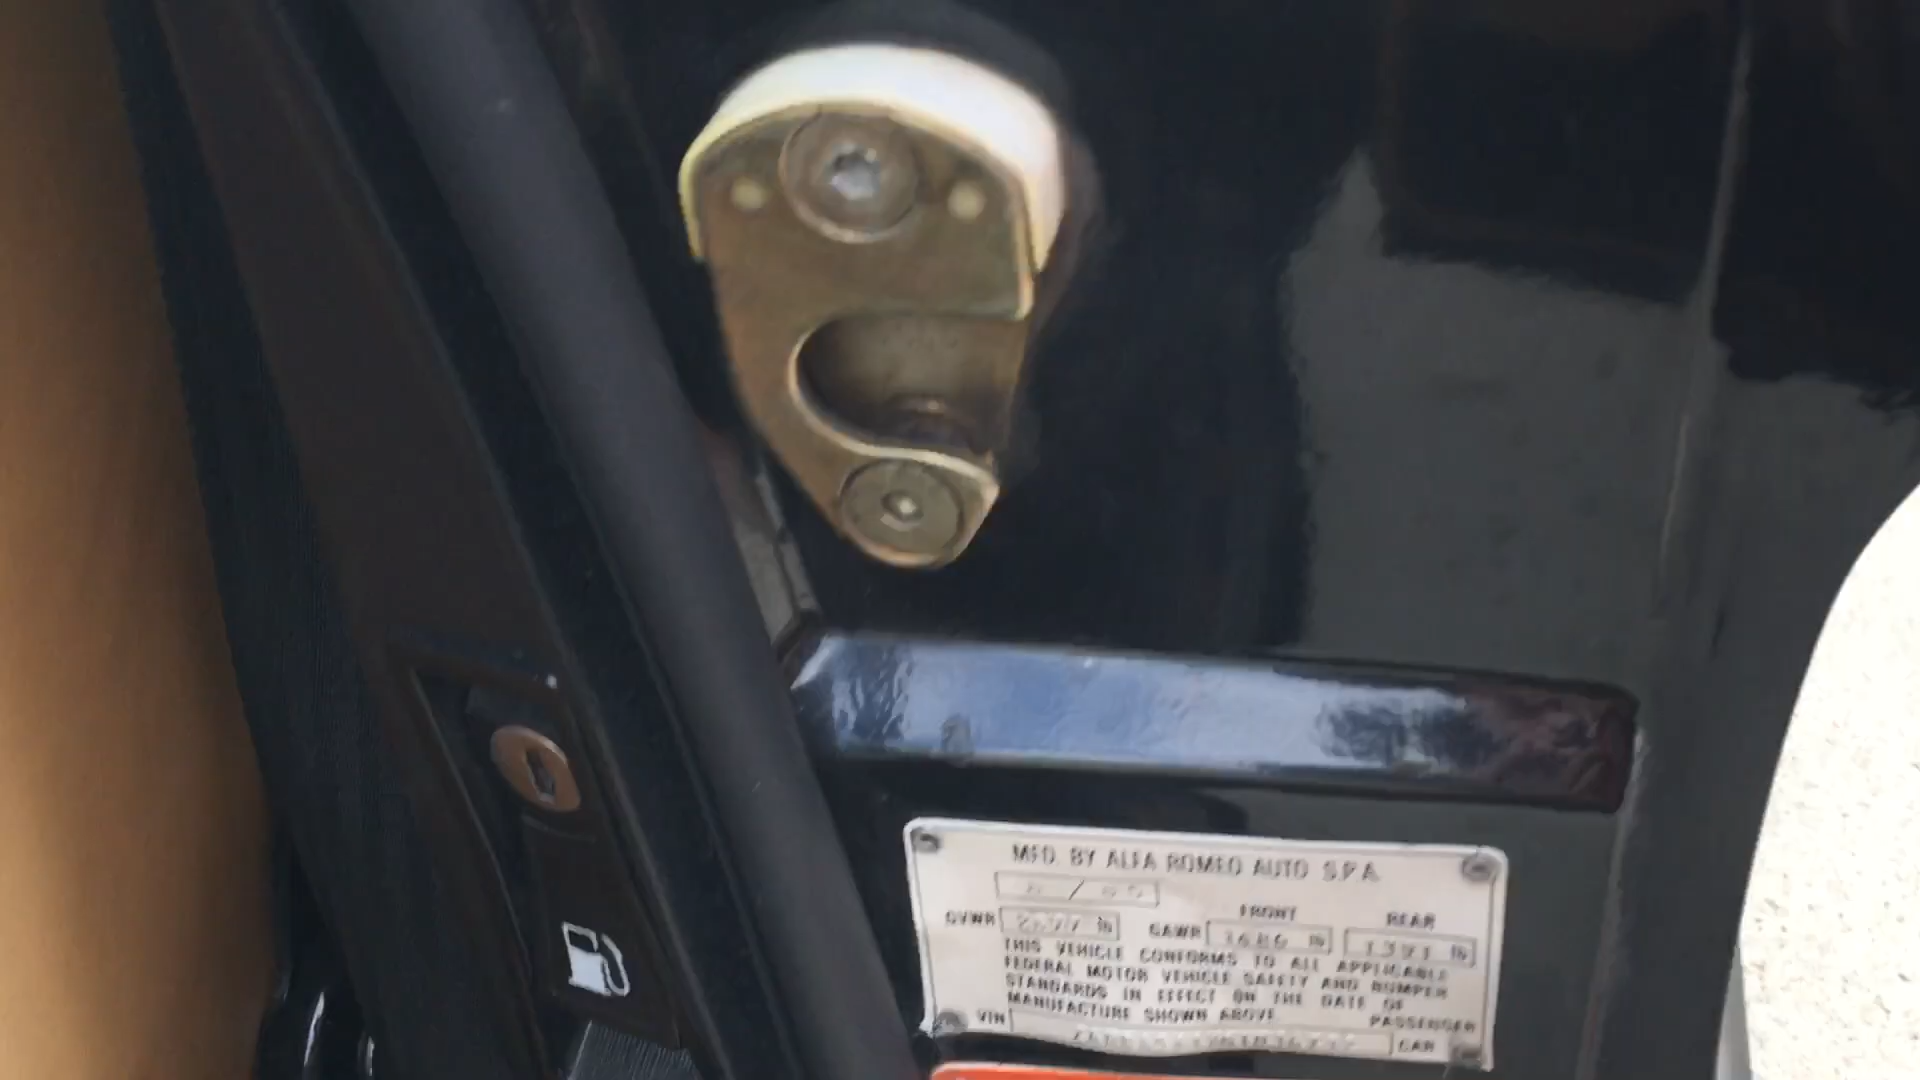 MFD. BY ALFA ROMEO AUTO S.P.A.
/
FRONT REAR
GVWR lb GAWR lb 1391 lb
THIS VEHICLE CONFORMS TO ALL APPLICABLE
FEDERAL MOTOR VEHICLE SAFETY AND BUMPER
STANDARDS IN EFFECT ON THE DATE OF
MANUFACTURE SHOWN ABOVE
PASSENGER
VIN CAR